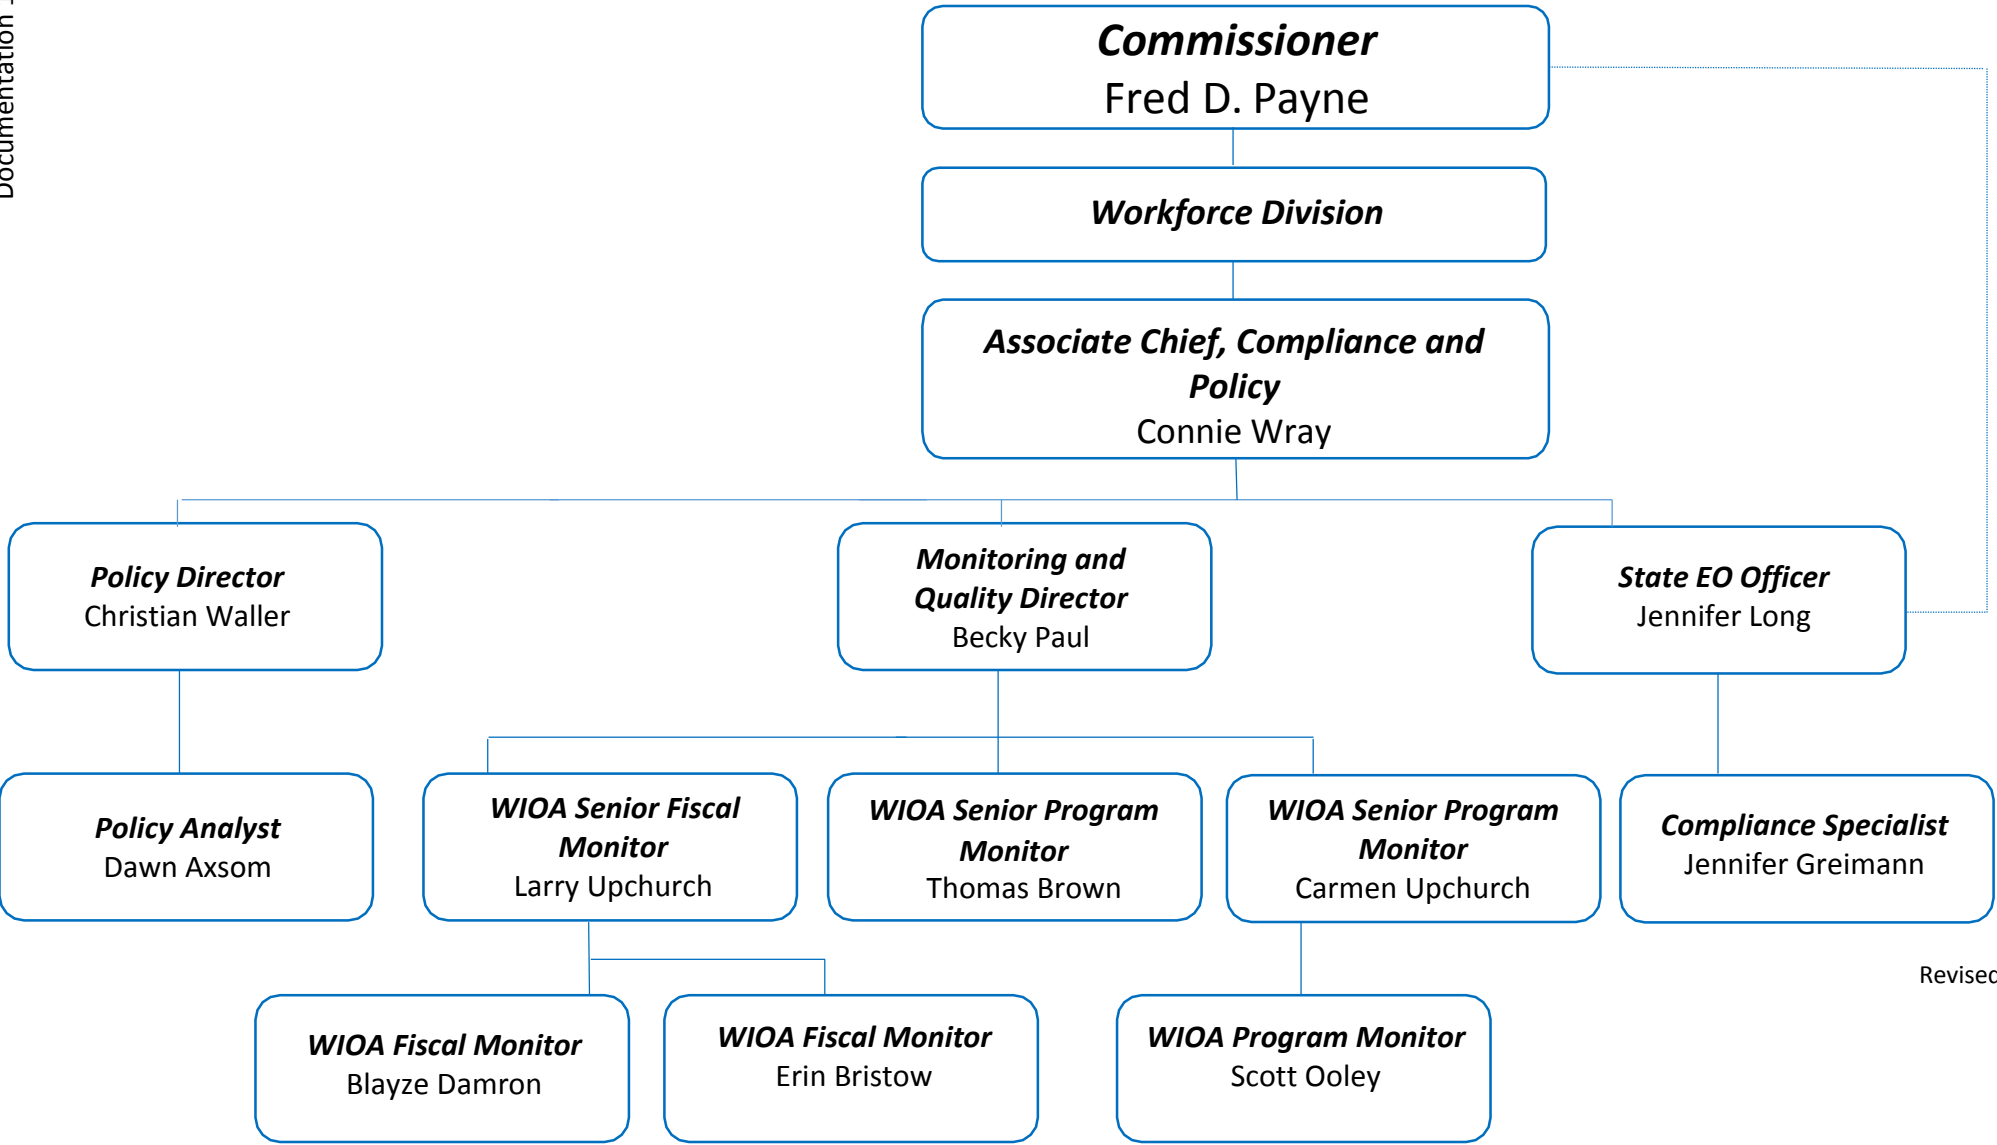 Documentation
Commissioner
Fred D. Payne
Workforce Division
Associate Chief, Compliance and
Policy
Connie Wray
Policy Director
Christian Waller
Monitoring and
Quality Director
Becky Paul
State EO Officer
Jennifer Long
Policy Analyst
Dawn Axsom
WIOA Senior Fiscal
Monitor
Larry Upchurch
WIOA Senior Program
Monitor
Thomas Brown
WIOA Senior Program
Monitor
Carmen Upchurch
Compliance Specialist
Jennifer Greimann
Revised
WIOA Fiscal Monitor
Blayze Damron
WIOA Fiscal Monitor
Erin Bristow
WIOA Program Monitor
Scott Ooley